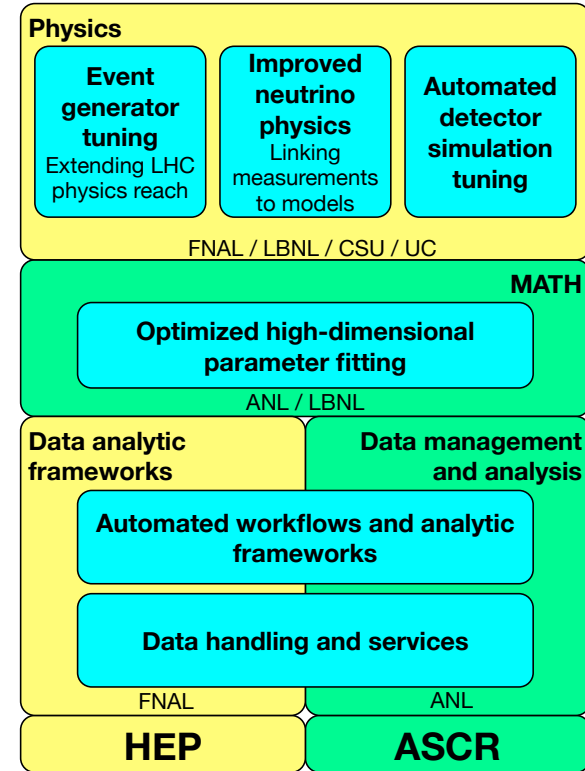 Physics
Event
generator
tuning
Extending LHC
physics reach
Improved
neutrino
physics
Linking
measurements
to models
Automated
detector
simulation
tuning
FNAL / LBNL / CSU / UC
MATH
Optimized high-dimensional
parameter fitting
ANL / LBNL
Data analytic
frameworks
Data management
and analysis
Automated workflows and analytic
frameworks
Data handling and services
FNAL
ANL
HEP
ASCR